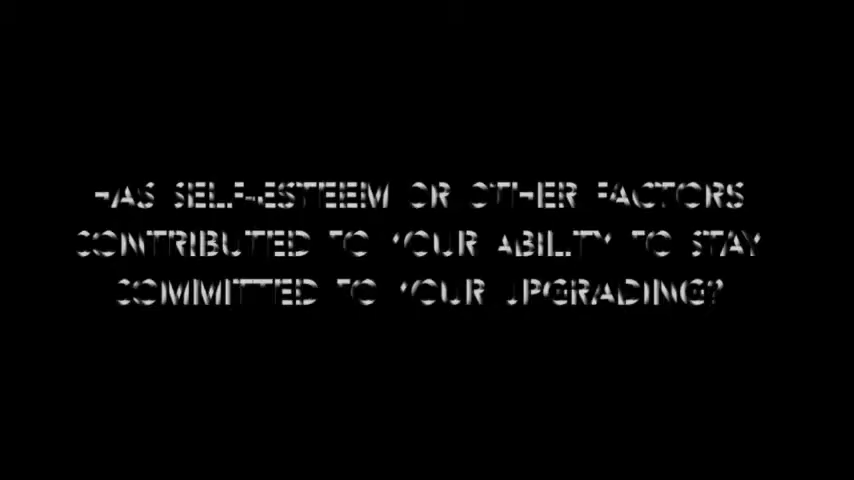 HAS SELF-ESTEEM OR OTHER FACTORS
CONTRIBUTED TO YOUR ABILITY TO STAY
COMMITTED TO YOUR UPGRADING?